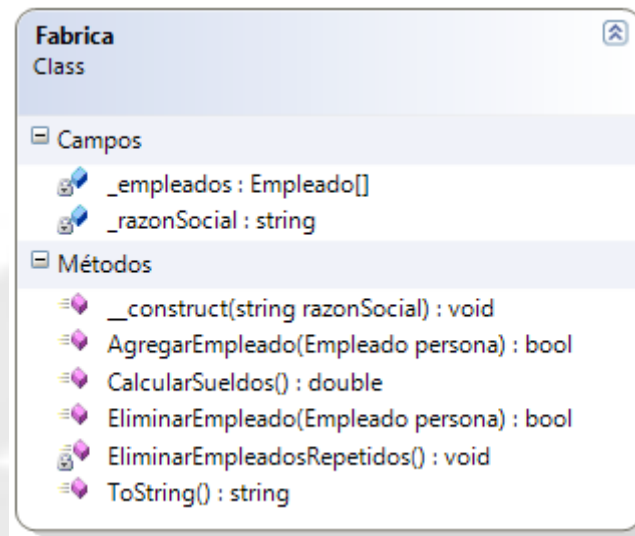 Fabrica
Class
Campos
_empleados : Empleado[]
_razonSocial : string
Métodos
__construct(string razonSocial) : void
AgregarEmpleado(Empleado persona) : bool
CalcularSueldos() : double
EliminarEmpleado(Empleado persona) : bool
EliminarEmpleadosRepetidos() : void
ToString() : string